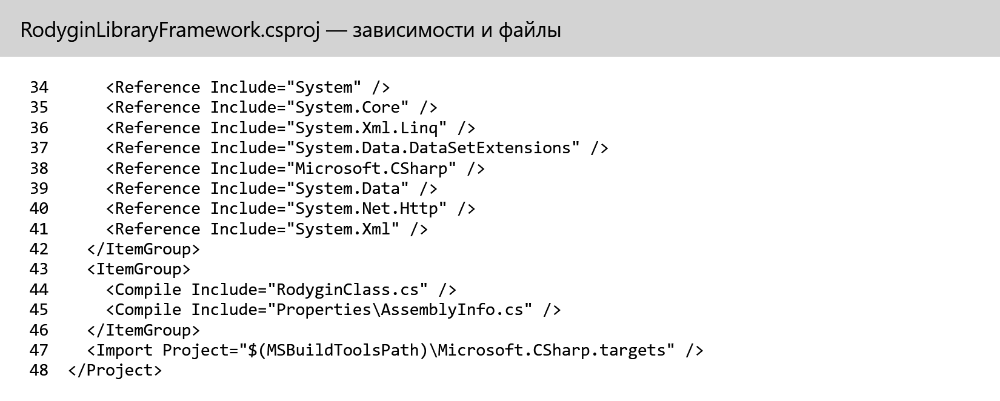 RodyginLibraryFramework.csproj — зависимости и файлы
34      <Reference Include="System" />
35      <Reference Include="System.Core" />
36      <Reference Include="System.Xml.Linq" />
37      <Reference Include="System.Data.DataSetExtensions" />
38      <Reference Include="Microsoft.CSharp" />
39      <Reference Include="System.Data" />
40      <Reference Include="System.Net.Http" />
41      <Reference Include="System.Xml" />
42    </ItemGroup>
43    <ItemGroup>
44      <Compile Include="RodyginClass.cs" />
45      <Compile Include="Properties\AssemblyInfo.cs" />
46    </ItemGroup>
47    <Import Project="$(MSBuildToolsPath)\Microsoft.CSharp.targets" />
48  </Project>